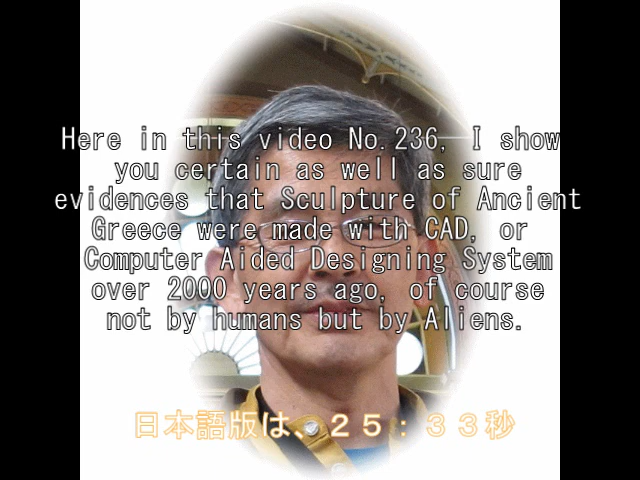 Here in this video No.236, I show
you certain as well as sure
evidences that Sculpture of Ancient
Greece were made with CAD, or
Computer Aided Designing System
over 2000 years ago, of course
not by humans but by Aliens.
日本語版は、２５：３３秒